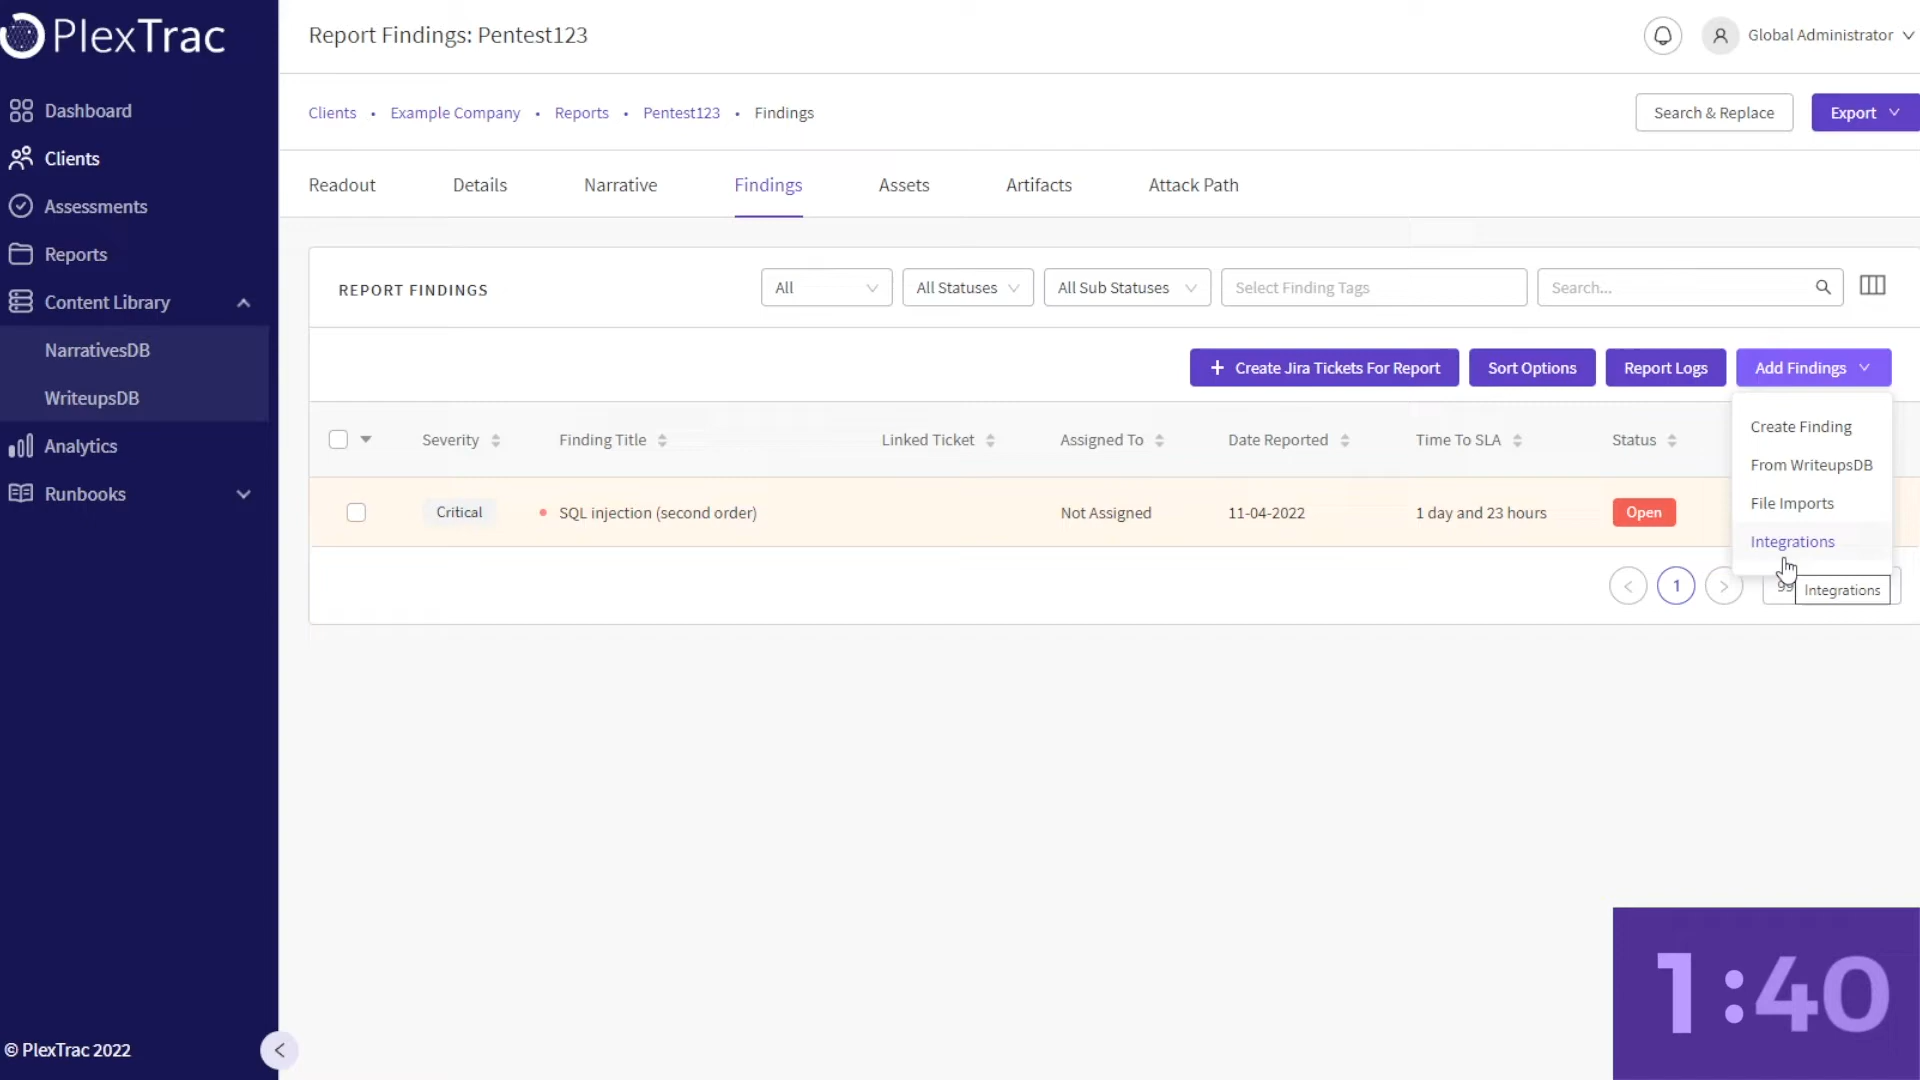 PlexTrac
Report Findings: Pentest123
Global Administrator
Dashboard
Clients
Assessments
Reports
Content Library
NarrativesDB
WriteupsDB
Analytics
Runbooks
Clients • Example Company • Reports • Pentest123 • Findings
Search & Replace
Export
Readout Details Narrative Findings Assets Artifacts Attack Path
REPORT FINDINGS
All
All Statuses
All Sub Statuses
Select Finding Tags
Search...
+ Create Jira Tickets For Report
Sort Options
Report Logs
Add Findings
Create Finding
From WriteupsDB
File Imports
Integrations
Severity Finding Title Linked Ticket Assigned To Date Reported Time To SLA Status
Critical • SQL injection (second order) Not Assigned 11-04-2022 1 day and 23 hours Open
< 1 >
Integrations
© PlexTrac 2022
1:40